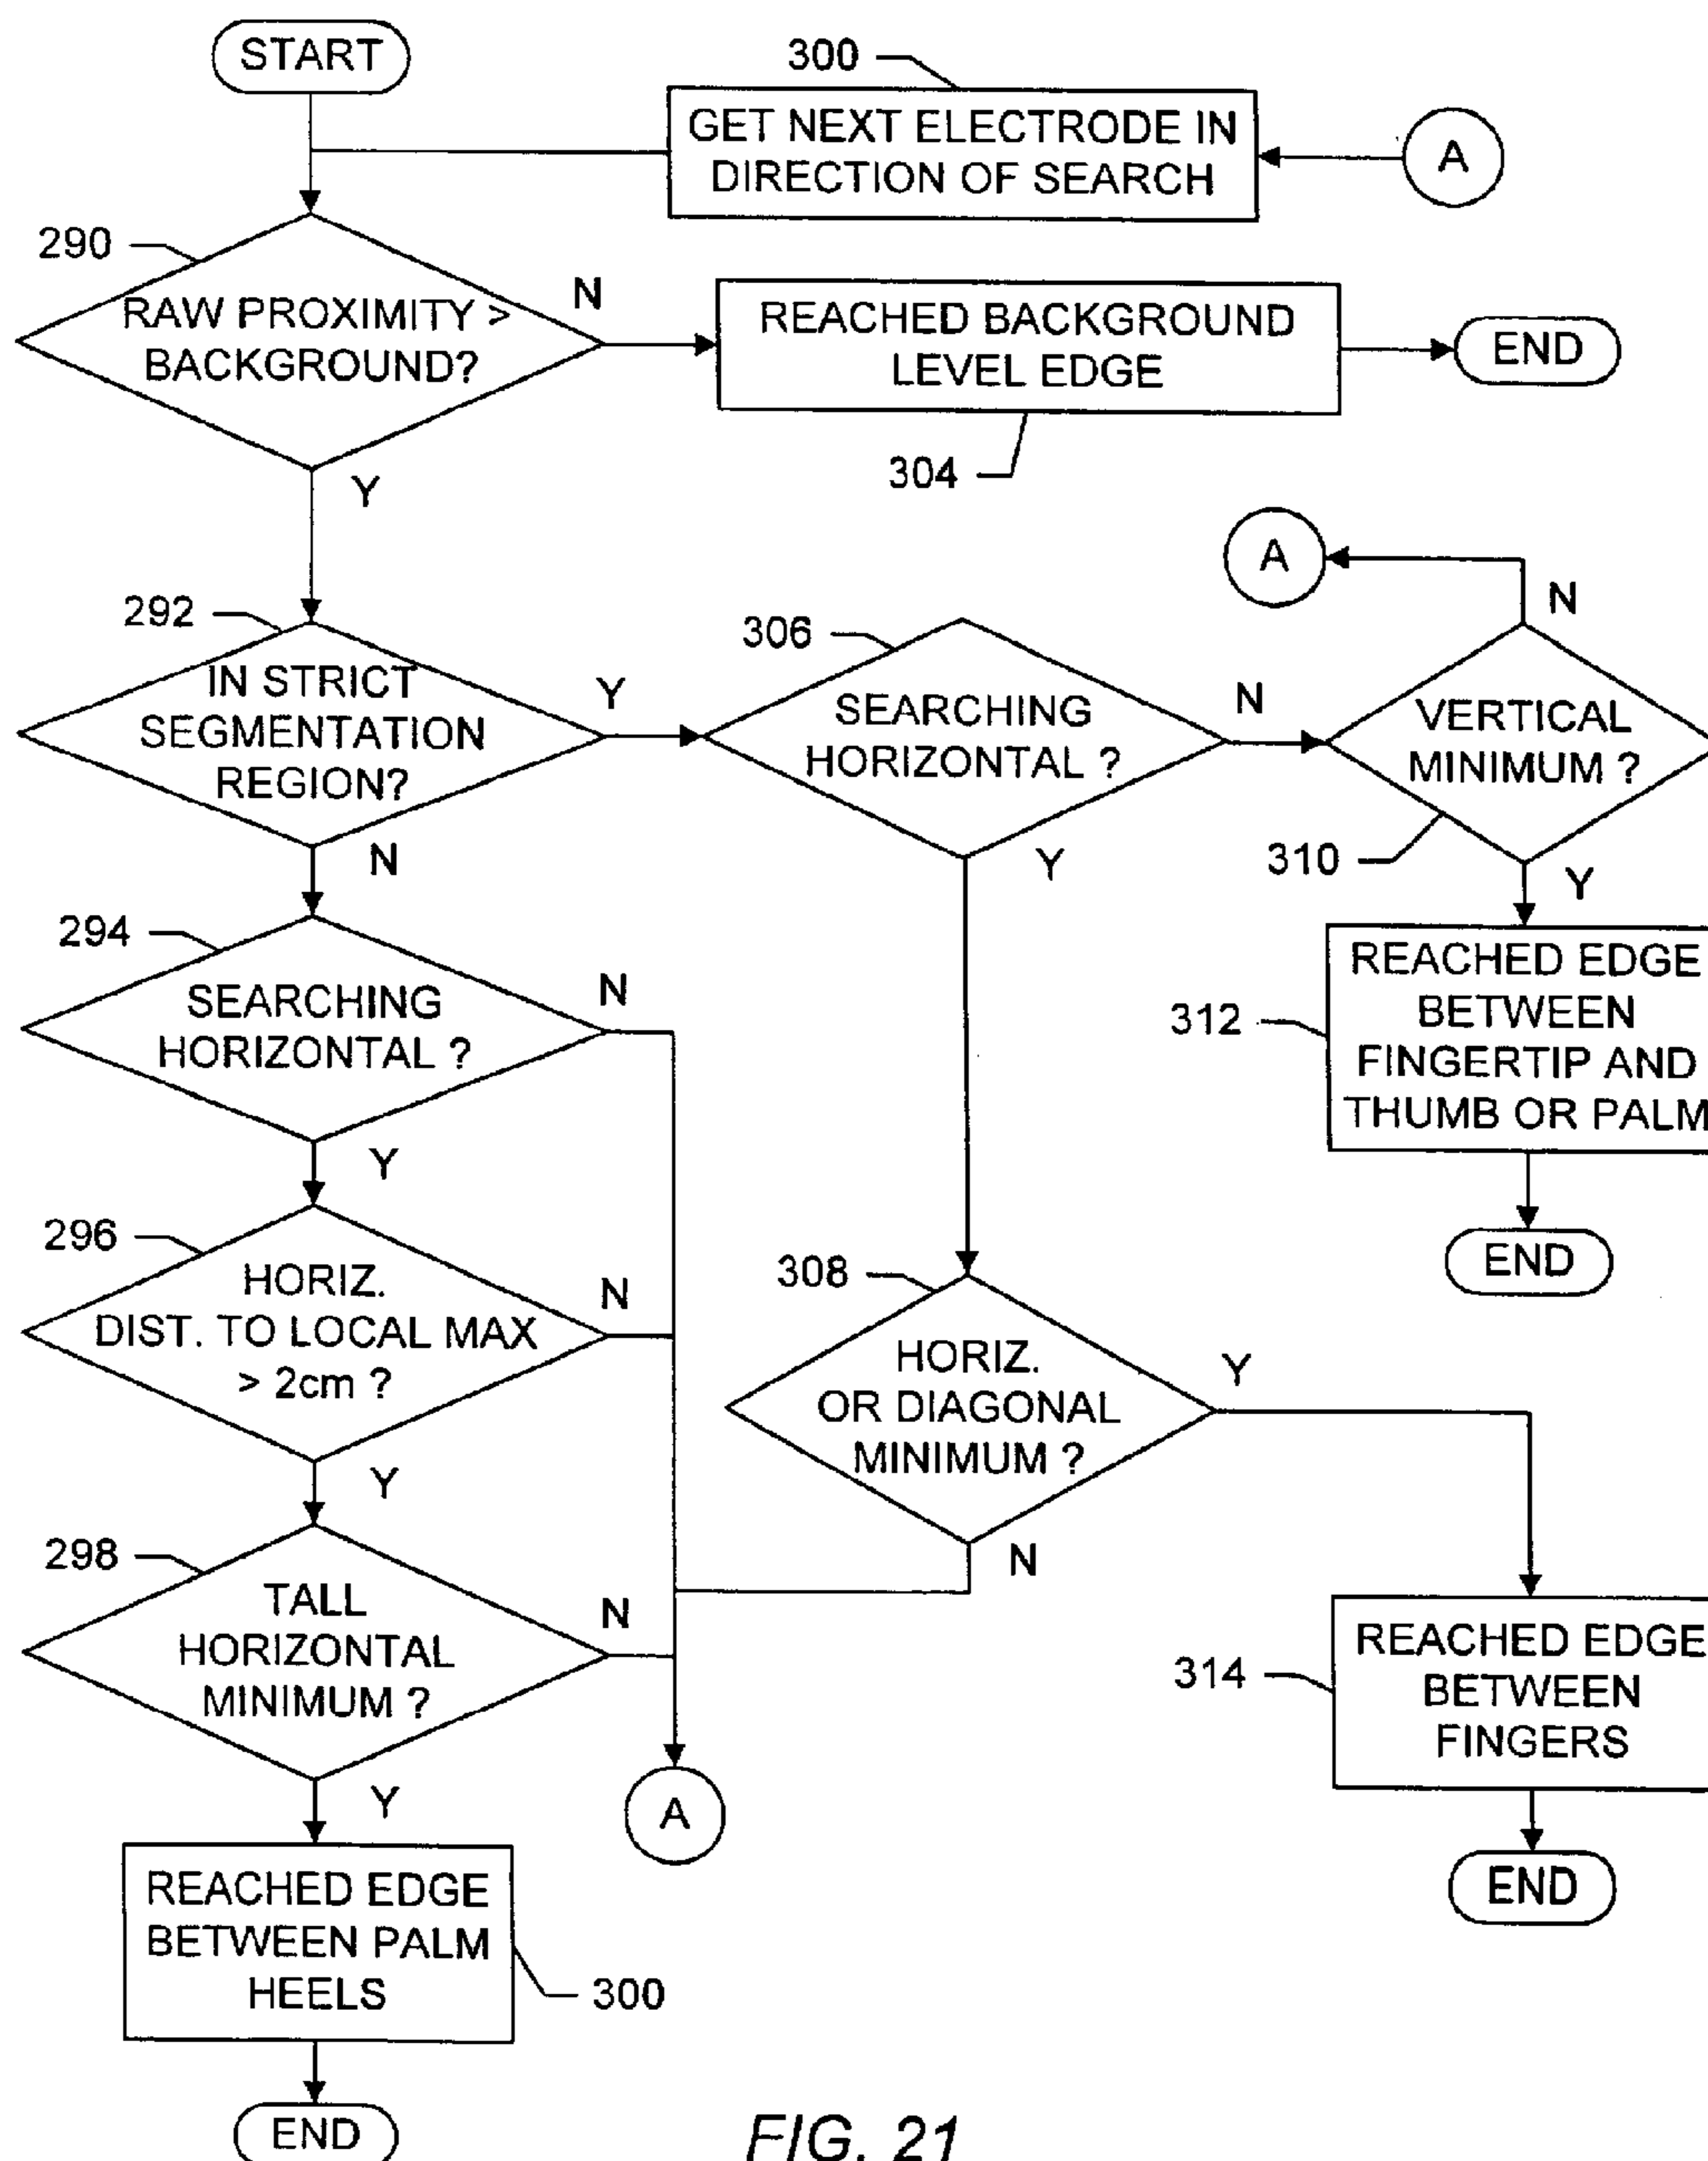 START
300
GET NEXT ELECTRODE IN
DIRECTION OF SEARCH
A
290
RAW PROXIMITY >
BACKGROUND?
N
Y
REACHED BACKGROUND
LEVEL EDGE
304
END
A
N
292
IN STRICT
SEGMENTATION
REGION?
Y
N
306
SEARCHING
HORIZONTAL ?
N
Y
VERTICAL
MINIMUM ?
310
Y
294
SEARCHING
HORIZONTAL ?
N
Y
312
REACHED EDGE
BETWEEN
FINGERTIP AND
THUMB OR PALM
END
296
HORIZ.
DIST. TO LOCAL MAX
> 2cm ?
N
Y
308
HORIZ.
OR DIAGONAL
MINIMUM ?
Y
N
298
TALL
HORIZONTAL
MINIMUM ?
N
Y
A
314
REACHED EDGE
BETWEEN
FINGERS
END
REACHED EDGE
BETWEEN PALM
HEELS
300
END
FIG. 21